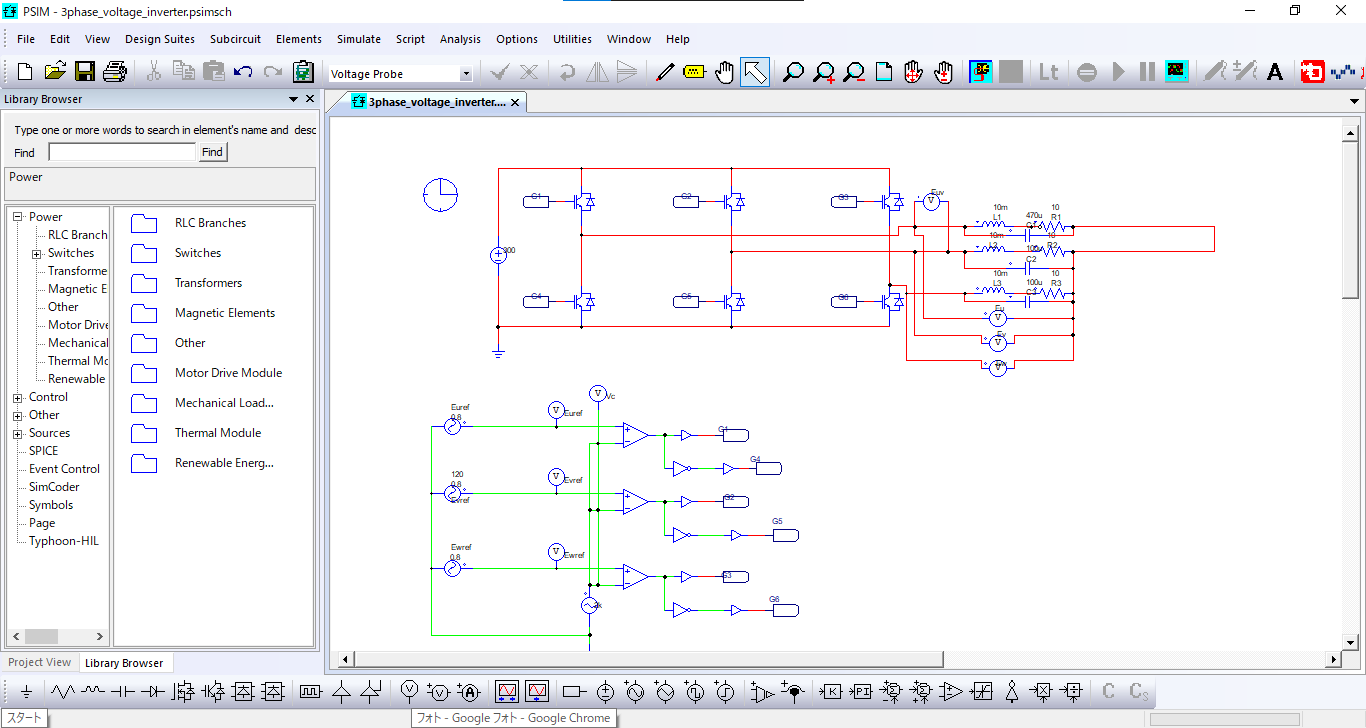 PSIM - 3phase_voltage_inverter.psimsch
File Edit View Design Suites Subcircuit Elements Simulate Script Analysis Options Utilities Window Help
Voltage Probe
Lt
A
Library Browser
3phase_voltage_inverter....
Type one or more words to search in element's name and desc
Find
Find
Power
Power
RLC Branch
Switches
Transforme
Magnetic E
Other
Motor Drive
Mechanical
Thermal Mo
Renewable
Control
Other
Sources
SPICE
Event Control
SimCoder
Symbols
Page
Typhoon-HIL
RLC Branches
Switches
Transformers
Magnetic Elements
Other
Motor Drive Module
Mechanical Load...
Thermal Module
Renewable Energ...
G1
G2
G3
Euv
V
10m
L1
470u
10
R1
10m
L2
R2
C2
10m
L3
100u
10
R3
300
G4
G5
G6
Eu
V
Ev
V
V
V
Vc
Euref
0.8
V
Euref
G1
G4
120
0.8
Evref
V
Evref
G2
G5
Ewref
0.8
V
Ewref
G3
G6
Project View
Library Browser
V
V
A
K
PI
C
Cs
スタート
フォト - Google フォト - Google Chrome